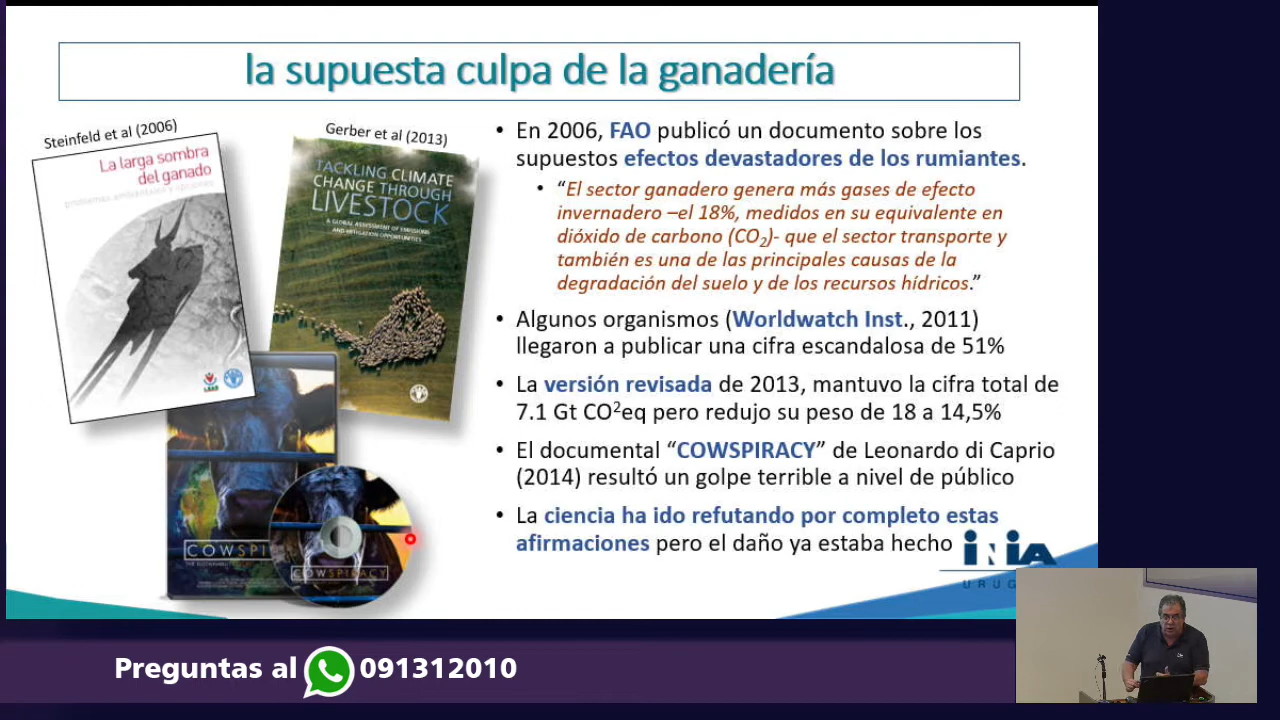 la supuesta culpa de la ganadería
Steinfeld et al (2006)
La larga sombra
del ganado
problemas ambientales y opciones
Gerber et al (2013)
TACKLING CLIMATE
CHANGE THROUGH
LIVESTOCK
A GLOBAL ASSESSMENT OF EMISSIONS
AND MITIGATION OPPORTUNITIES
COWSPI
COWSPIRACY
• En 2006, FAO publicó un documento sobre los
supuestos efectos devastadores de los rumiantes.
• “El sector ganadero genera más gases de efecto
invernadero –el 18%, medidos en su equivalente en
dióxido de carbono (CO₂)- que el sector transporte y
también es una de las principales causas de la
degradación del suelo y de los recursos hídricos.”
• Algunos organismos (Worldwatch Inst., 2011)
llegaron a publicar una cifra escandalosa de 51%
• La versión revisada de 2013, mantuvo la cifra total de
7.1 Gt CO²eq pero redujo su peso de 18 a 14,5%
• El documental “COWSPIRACY” de Leonardo di Caprio
(2014) resultó un golpe terrible a nivel de público
• La ciencia ha ido refutando por completo estas
afirmaciones pero el daño ya estaba hecho
iNiA
URUG
Preguntas al 091312010